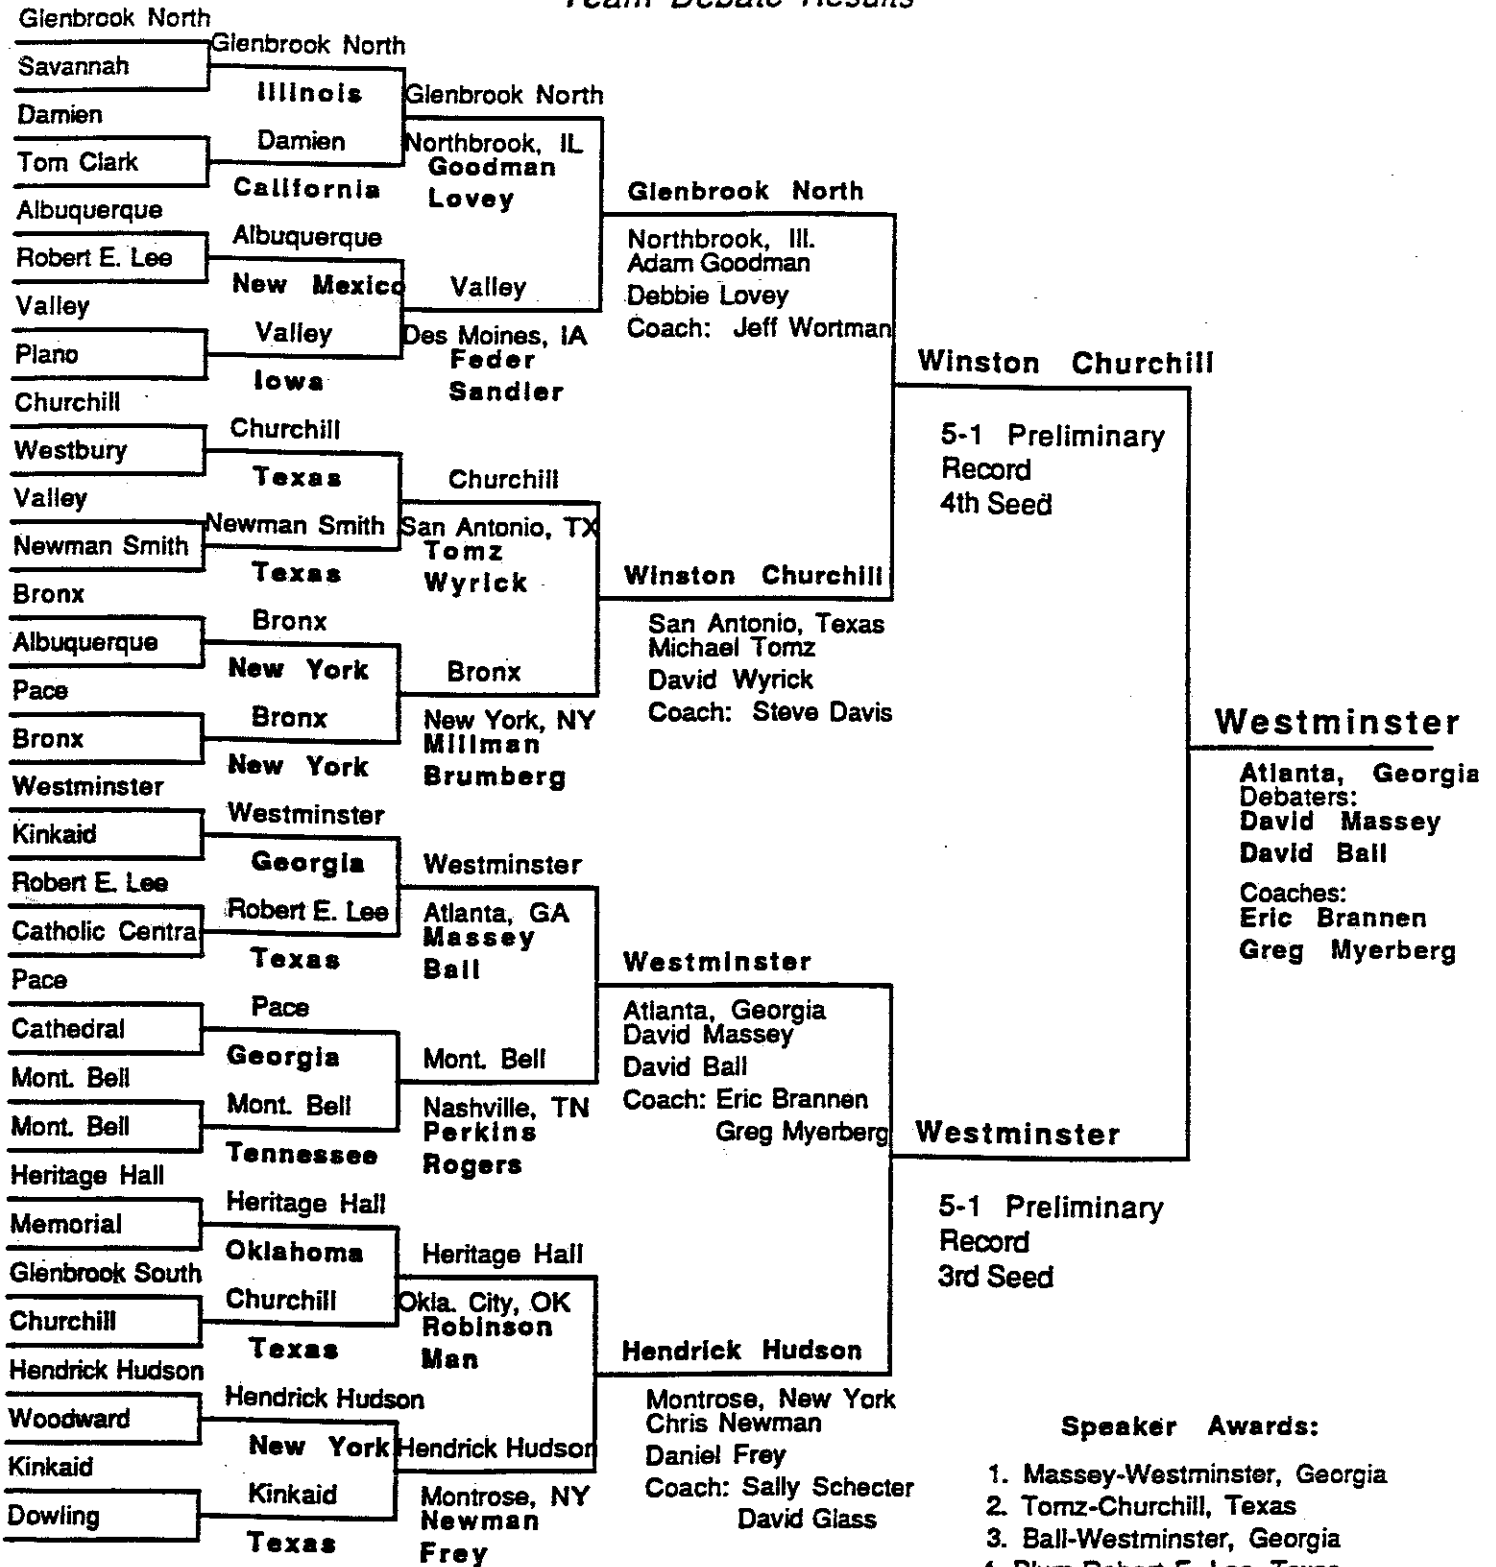 Team Debate Results
Glenbrook North
Savannah
Damien
Tom Clark
Albuquerque
Robert E. Lee
Valley
Plano
Churchill
Westbury
Valley
Newman Smith
Bronx
Albuquerque
Pace
Bronx
Westminster
Kinkaid
Robert E. Lee
Catholic Centra
Pace
Cathedral
Mont. Bell
Mont. Bell
Heritage Hall
Memorial
Glenbrook South
Churchill
Hendrick Hudson
Woodward
Kinkaid
Dowling
Glenbrook North
Illinois
Damien
California
Albuquerque
New Mexico
Valley
Iowa
Churchill
Texas
Newman Smith
Texas
Bronx
New York
Bronx
New York
Westminster
Georgia
Robert E. Lee
Texas
Pace
Georgia
Mont. Bell
Tennessee
Heritage Hall
Oklahoma
Churchill
Texas
Hendrick Hudson
New York
Kinkaid
Texas
Glenbrook North
Northbrook, IL
Goodman
Lovey
Valley
Des Moines, IA
Feder
Sandler
Churchill
San Antonio, TX
Tomz
Wyrick
Bronx
New York, NY
Millman
Brumberg
Westminster
Atlanta, GA
Massey
Ball
Mont. Bell
Nashville, TN
Perkins
Rogers
Heritage Hall
Okla. City, OK
Robinson
Man
Hendrick Hudson
Montrose, NY
Newman
Frey
Glenbrook North
Northbrook, Ill.
Adam Goodman
Debbie Lovey
Coach: Jeff Wortman
Winston Churchill
San Antonio, Texas
Michael Tomz
David Wyrick
Coach: Steve Davis
Westminster
Atlanta, Georgia
David Massey
David Ball
Coach: Eric Brannen
Greg Myerberg
Hendrick Hudson
Montrose, New York
Chris Newman
Daniel Frey
Coach: Sally Schecter
David Glass
Winston Churchill
5-1 Preliminary
Record
4th Seed
Westminster
5-1 Preliminary
Record
3rd Seed
Westminster
Atlanta, Georgia
Debaters:
David Massey
David Ball
Coaches:
Eric Brannen
Greg Myerberg
Speaker Awards:
1. Massey-Westminster, Georgia
2. Tomz-Churchill, Texas
3. Ball-Westminster, Georgia
Robert E. Lee, Texas